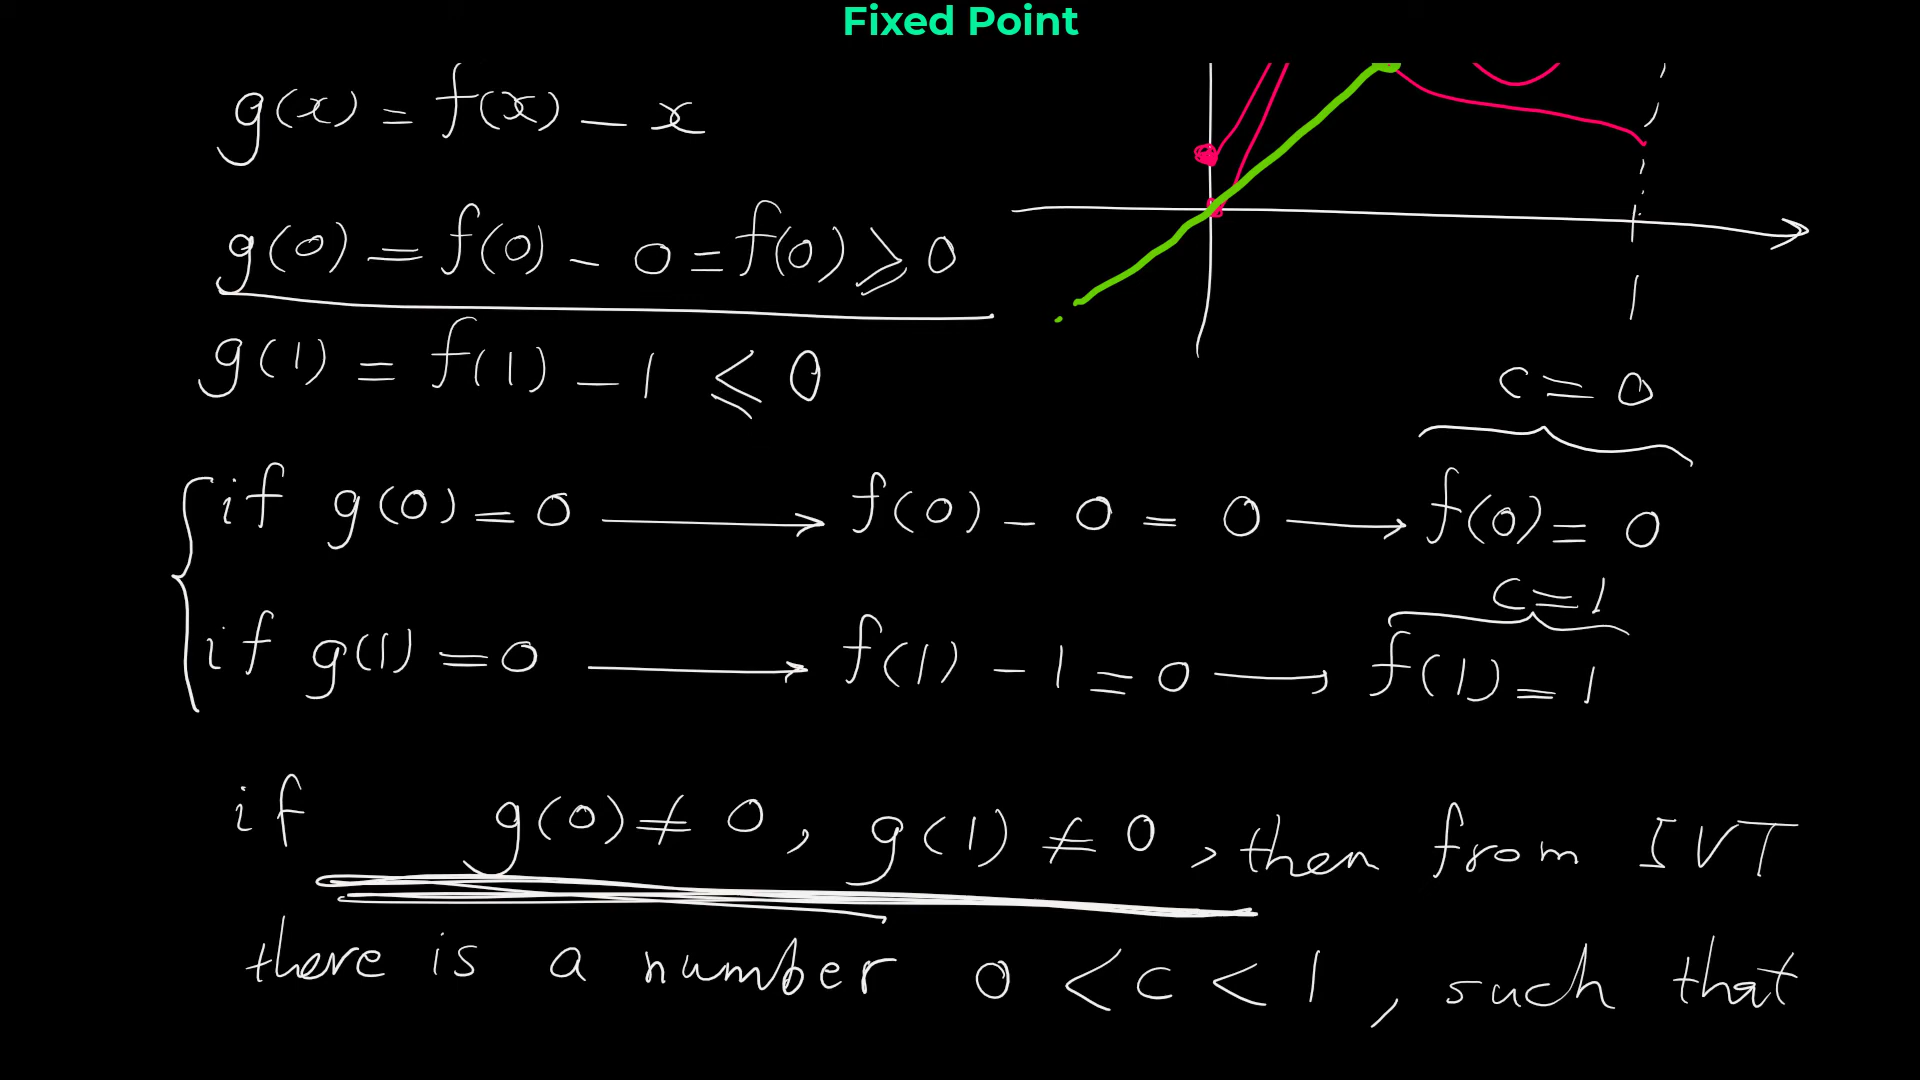 Fixed Point
g(x) = f(x) - x
g(0) = f(0) - 0 = f(0) ⩾ 0
g(1) = f(1) - 1 ⩽ 0
1
c = 0
if g(0) = 0 ⟶ f(0) - 0 = 0 ⟶ f(0) = 0
c = 1
if g(1) = 0 ⟶ f(1) - 1 = 0 ⟶ f(1) = 1
if g(0) ≠ 0, g(1) ≠ 0, then from IVT
there is a number 0 < c < 1, such that